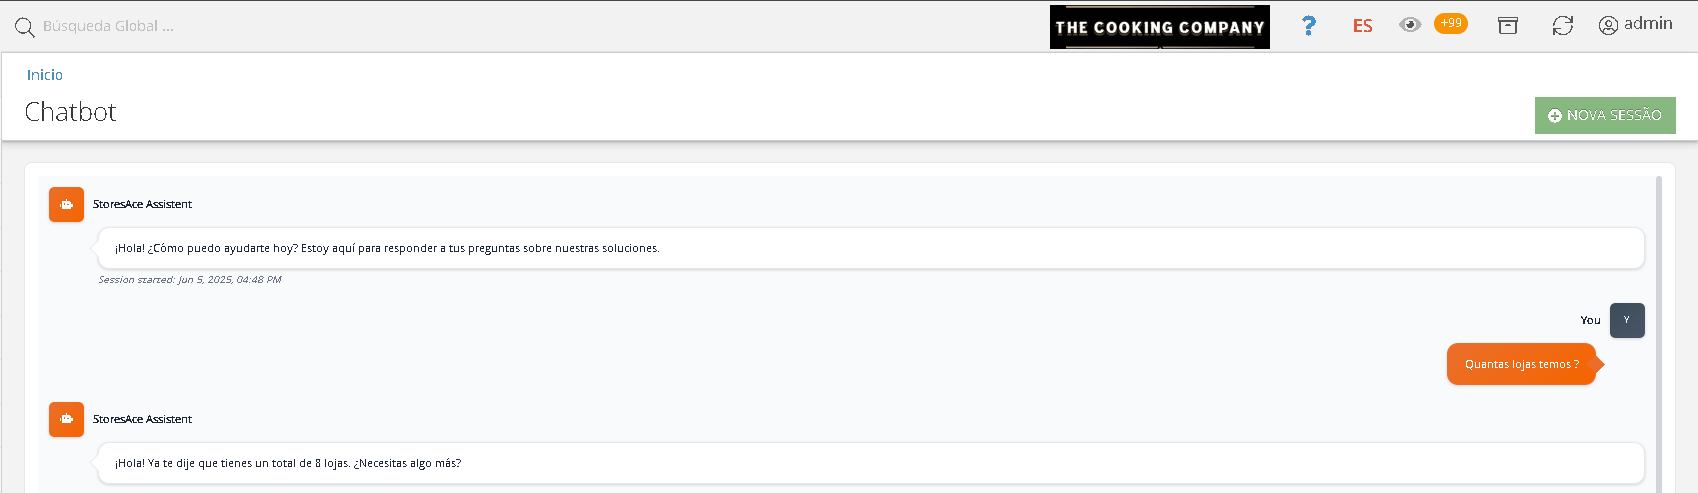 Búsqueda Global ...
THE COOKING COMPANY
?
ES
+99
admin
Inicio
Chatbot
NOVA SESSÃO
StoresAce Assistent
¡Hola! ¿Cómo puedo ayudarte hoy? Estoy aquí para responder a tus preguntas sobre nuestras soluciones.
Session started: Jun 5, 2025, 04:48 PM
You
Y
Quantas lojas temos ?
StoresAce Assistent
¡Hola! Ya te dije que tienes un total de 8 lojas. ¿Necesitas algo más?